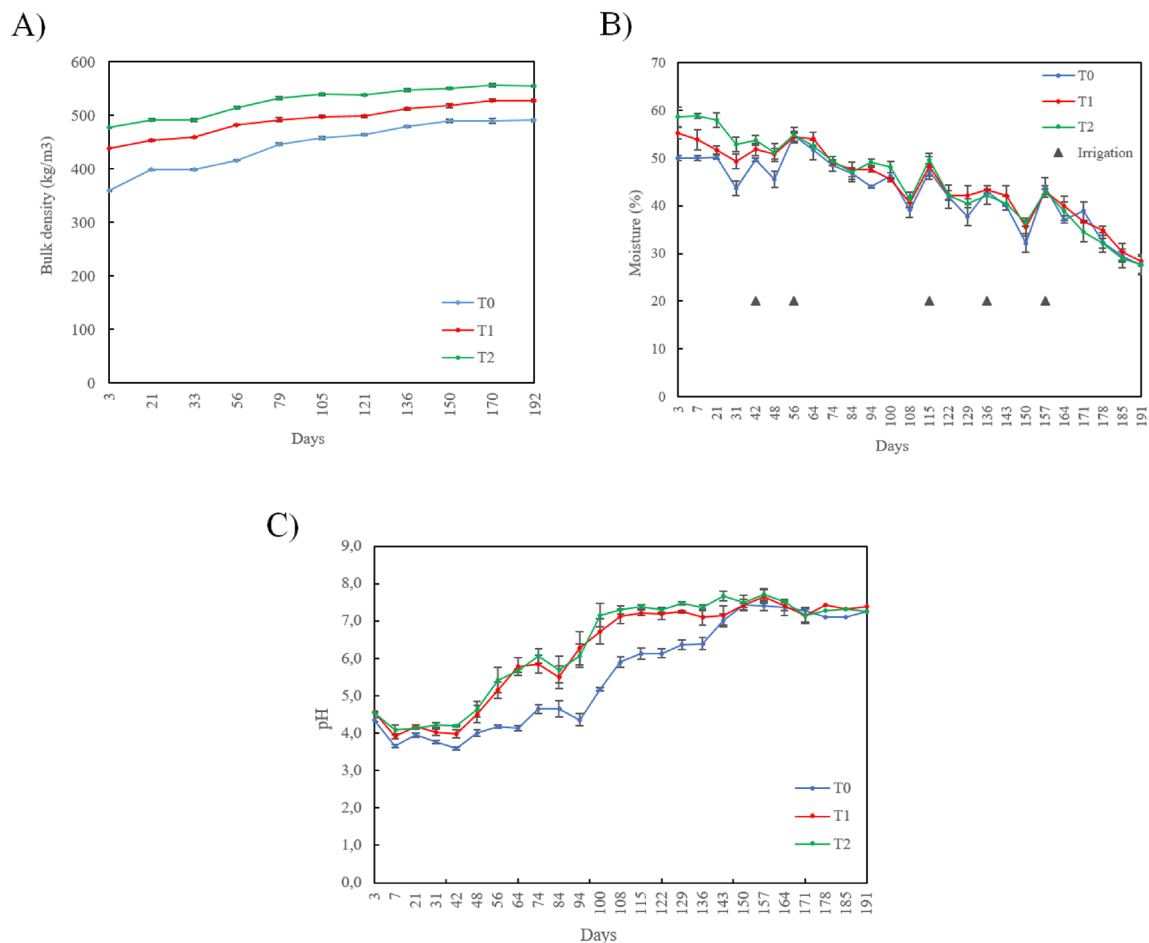 A)
600
500
400
300
200
100
0
Bulk density (kg/m3)
T0
T1
T2
3 21 33 56 79 105 121 136 150 170 192
Days
B)
70
60
50
40
30
20
10
0
Moisture (%)
T0
T1
T2
Irrigation
3 7 21 31 42 48 56 64 74 84 94 100 108 115 122 129 136 143 150 157 164 171 178 185 191
Days
C)
9,0
8,0
7,0
6,0
5,0
4,0
3,0
2,0
1,0
0,0
pH
T0
T1
T2
3 7 21 31 42 48 56 64 74 84 94 100 108 115 122 129 136 143 150 157 164 171 178 185 191
Days